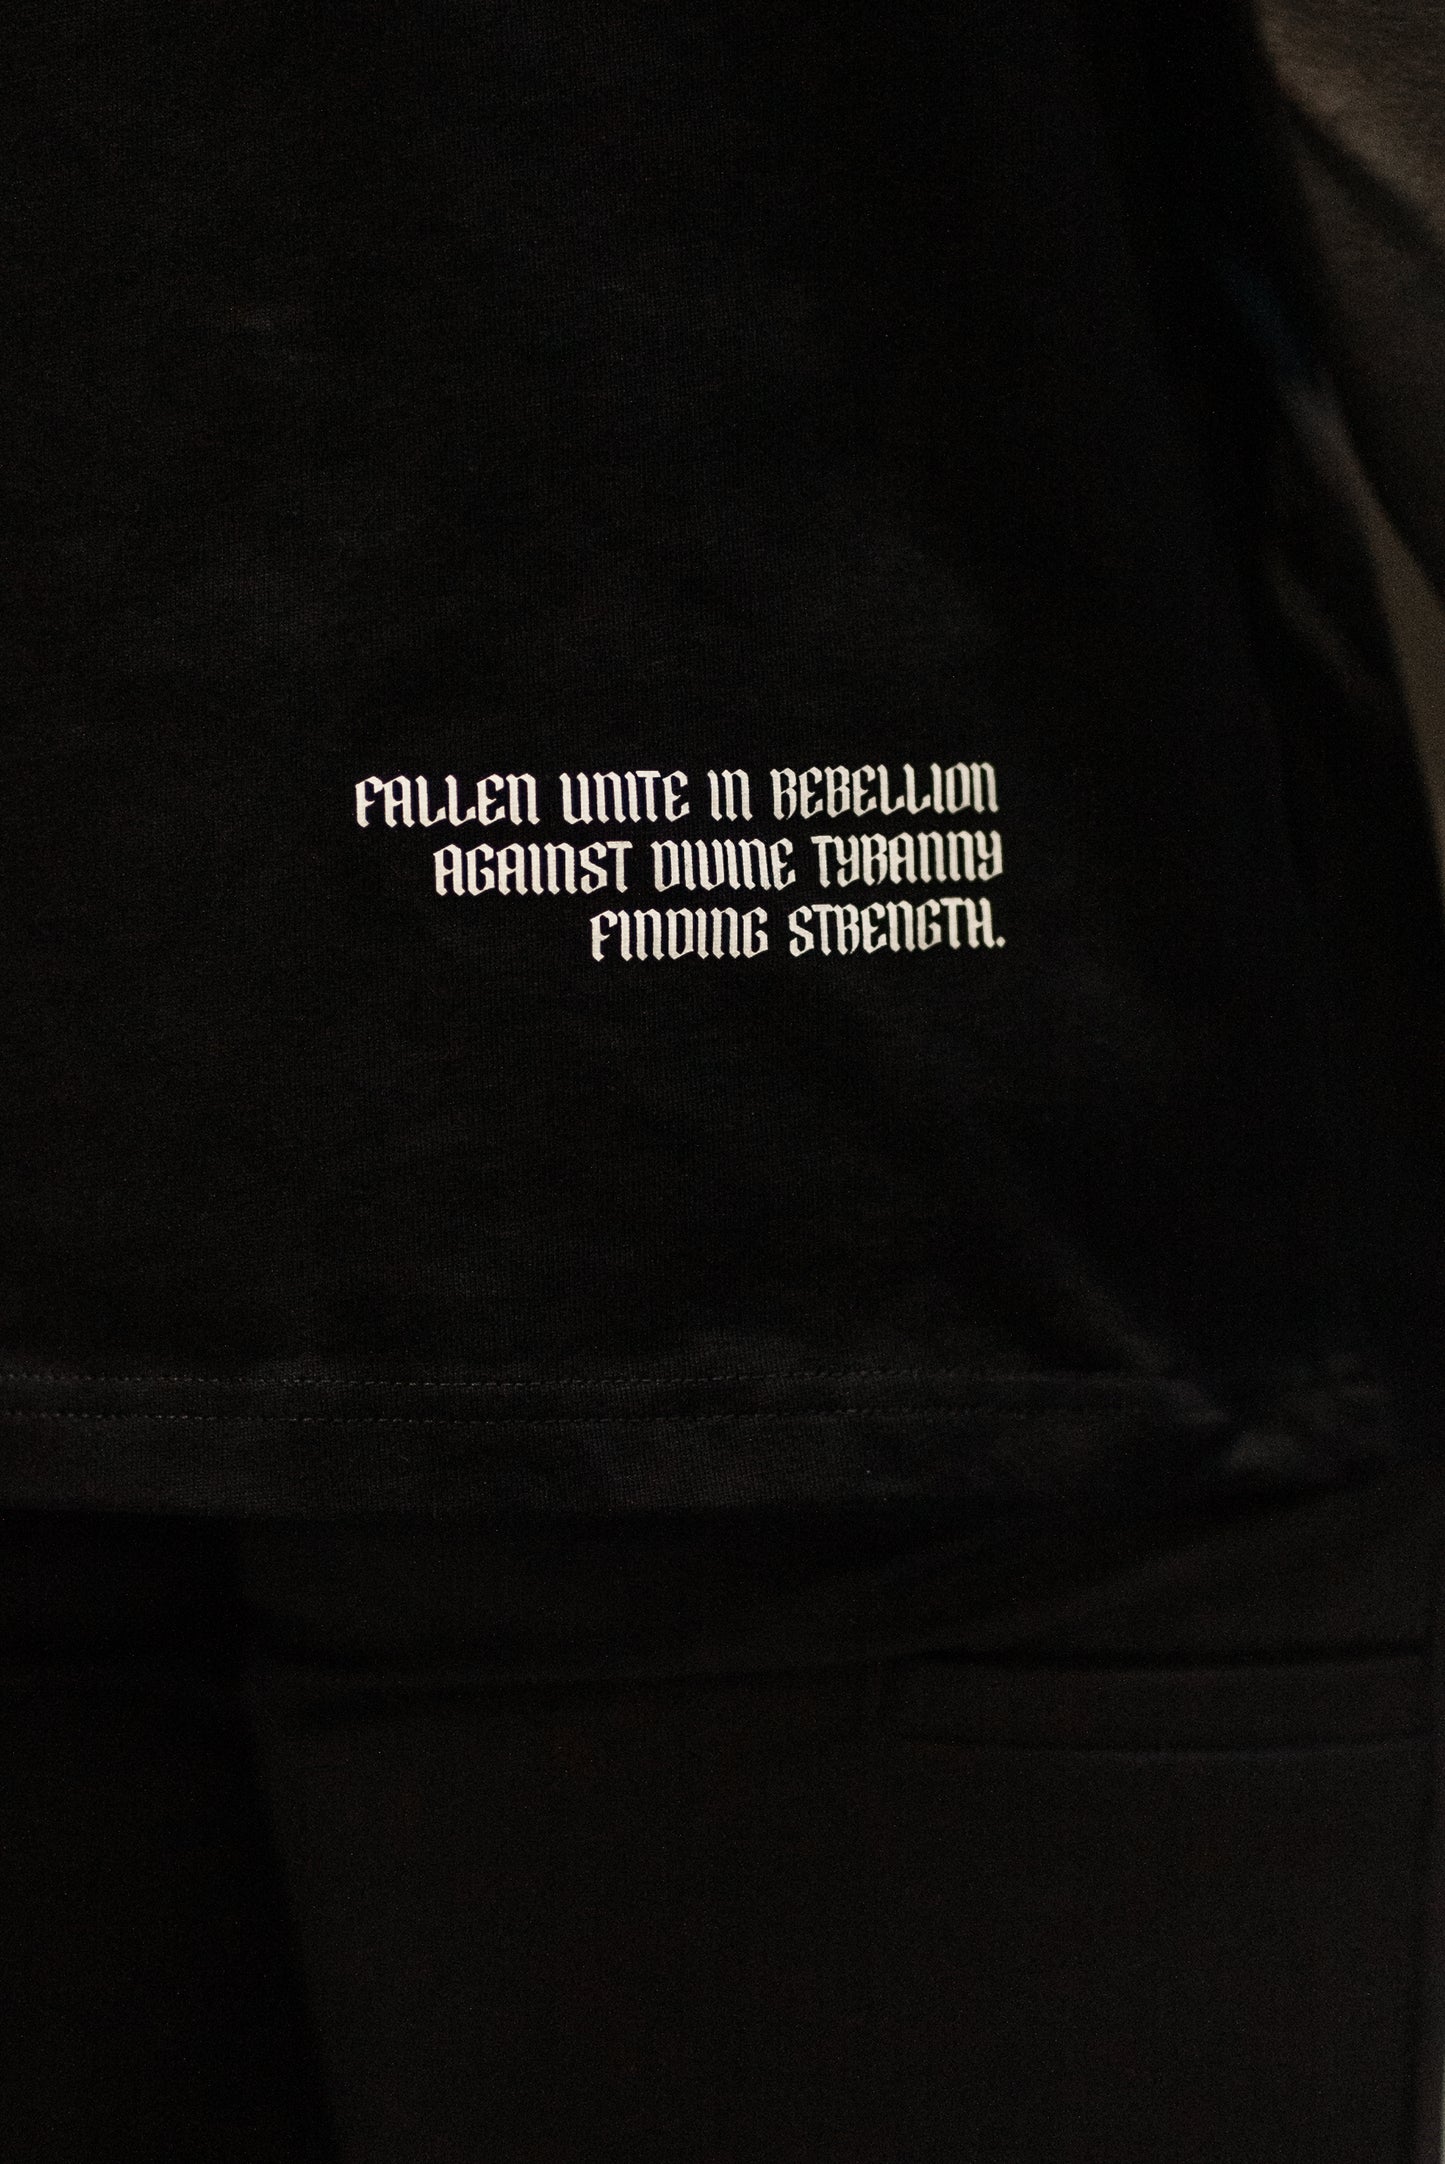 FALLEN UNITE IN REBELLION
AGAINST DIVINE TYRANNY
FINDING STRENGTH.